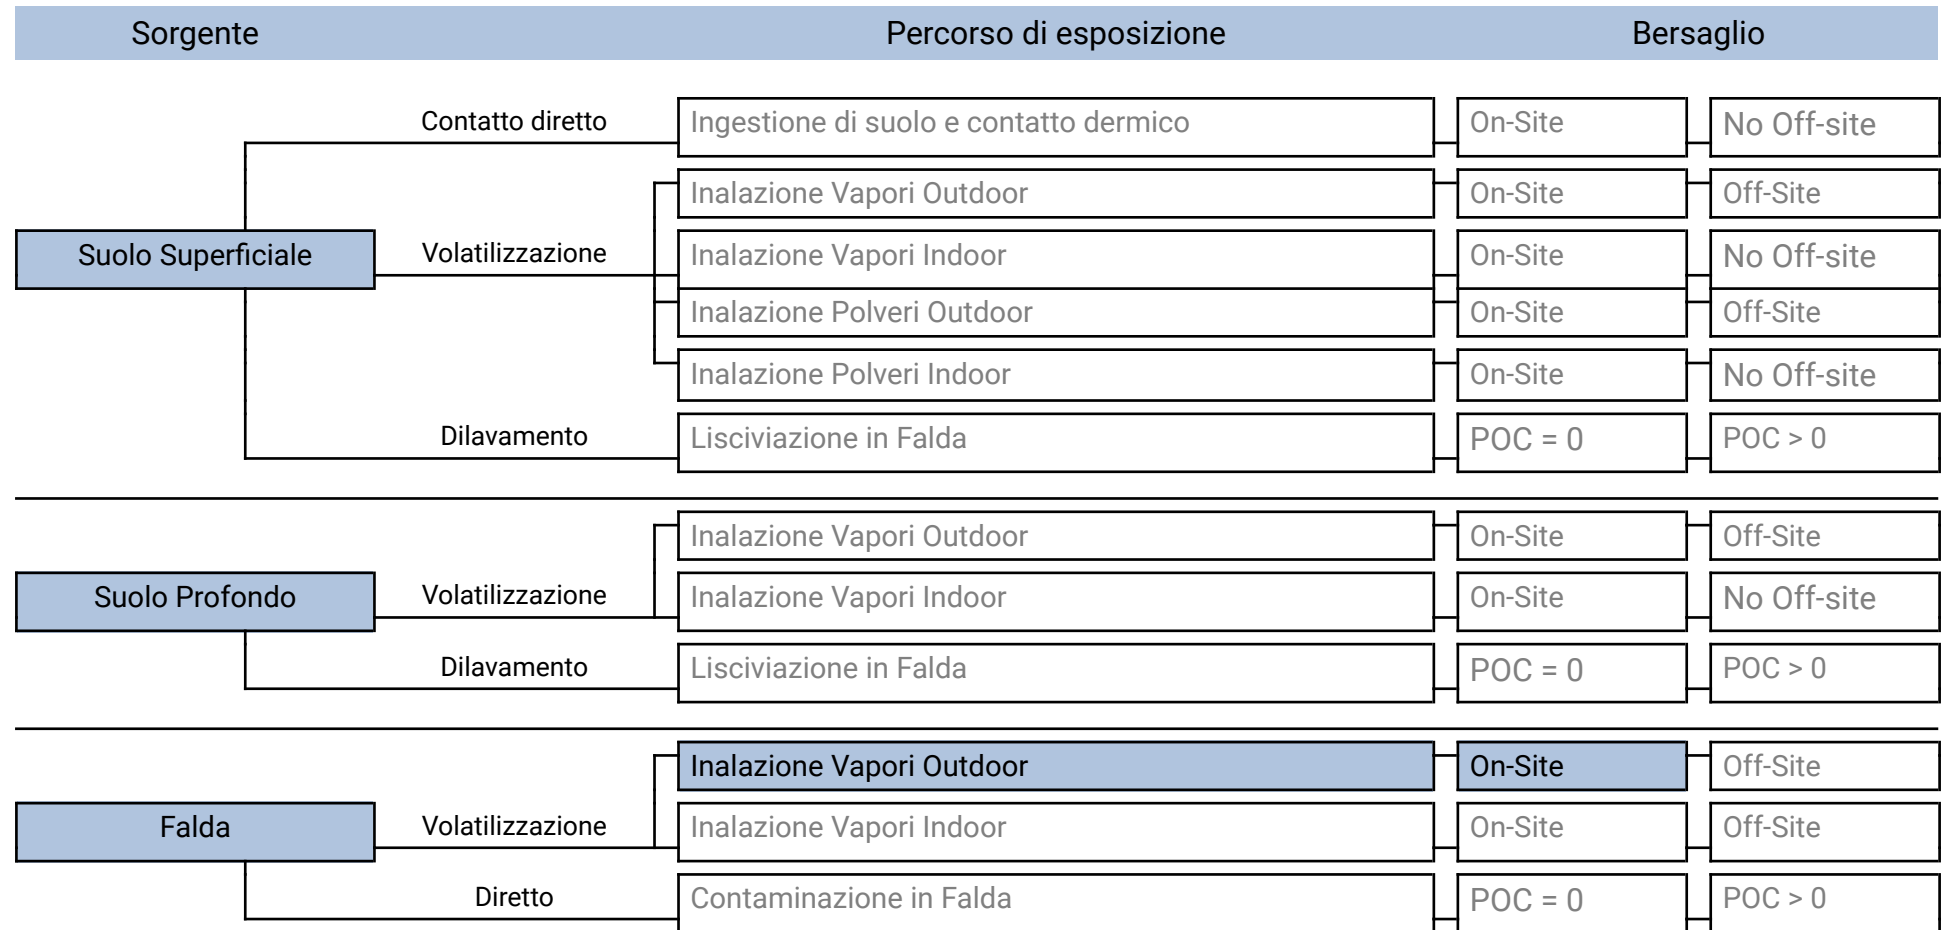 Sorgente Percorso di esposizione Bersaglio
Contatto diretto Ingestione di suolo e contatto dermico On-Site No Off-site
Inalazione Vapori Outdoor On-Site Off-Site
Suolo Superficiale Volatilizzazione Inalazione Vapori Indoor On-Site No Off-site
Inalazione Polveri Outdoor On-Site Off-Site
Inalazione Polveri Indoor On-Site No Off-site
Dilavamento Lisciviazione in Falda POC = 0 POC > 0
Inalazione Vapori Outdoor On-Site Off-Site
Suolo Profondo Volatilizzazione Inalazione Vapori Indoor On-Site No Off-site
Dilavamento Lisciviazione in Falda POC = 0 POC > 0
Inalazione Vapori Outdoor On-Site Off-Site
Falda Volatilizzazione Inalazione Vapori Indoor On-Site Off-Site
Diretto Contaminazione in Falda POC = 0 POC > 0